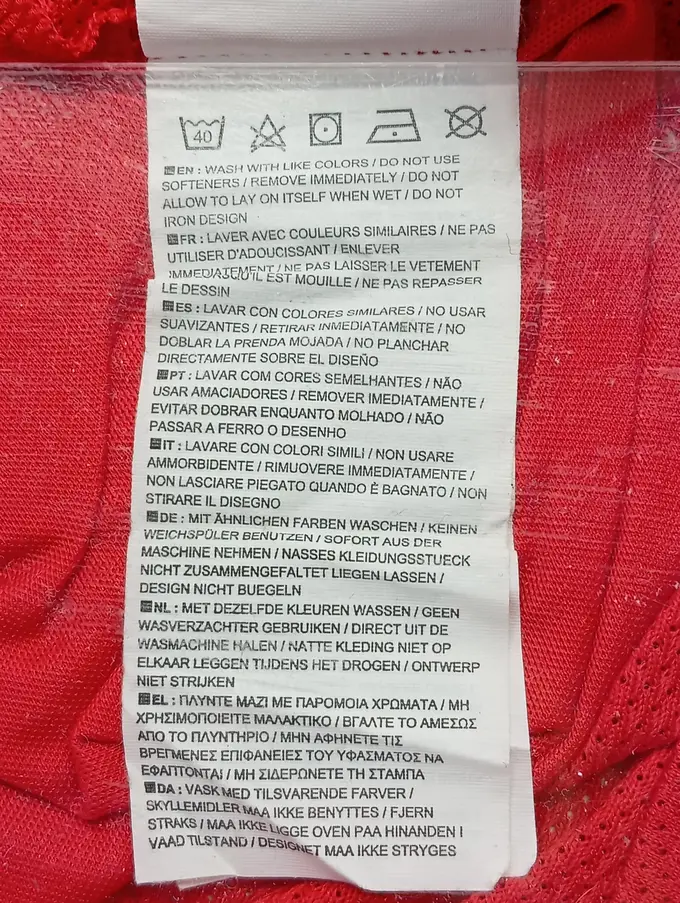 40
EN : WASH WITH LIKE COLORS / DO NOT USE
SOFTENERS / REMOVE IMMEDIATELY / DO NOT
ALLOW TO LAY ON ITSELF WHEN WET / DO NOT
IRON DESIGN
FR : LAVER AVEC COULEURS SIMILAIRES / NE PAS
UTILISER D'ADOUCISSANT / ENLEVER
IMMEDIATEMENT / NE PAS LAISSER LE VETEMENT
JUSQU'IL EST MOUILLE / NE PAS REPASSER
LE DESSIN
ES : LAVAR CON COLORES SIMILARES / NO USAR
SUAVIZANTES / RETIRAR INMEDIATAMENTE / NO
DOBLAR LA PRENDA MOJADA / NO PLANCHAR
DIRECTAMENTE SOBRE EL DISEÑO
PT : LAVAR COM CORES SEMELHANTES / NÃO
USAR AMACIADORES / REMOVER IMEDIATAMENTE /
EVITAR DOBRAR ENQUANTO MOLHADO / NÃO
PASSAR A FERRO O DESENHO
IT : LAVARE CON COLORI SIMILI / NON USARE
AMMORBIDENTE / RIMUOVERE IMMEDIATAMENTE /
NON LASCIARE PIEGATO QUANDO È BAGNATO / NON
STIRARE IL DISEGNO
DE : MIT ÄHNLICHEN FARBEN WASCHEN / KEINEN
WEICHSPÜLER BENUTZEN / SOFORT AUS DER
MASCHINE NEHMEN / NASSES KLEIDUNGSSTUECK
NICHT ZUSAMMENGEFALTET LIEGEN LASSEN /
DESIGN NICHT BUEGELN
NL : MET DEZELFDE KLEUREN WASSEN / GEEN
WASVERZACHTER GEBRUIKEN / DIRECT UIT DE
WASMACHINE HALEN / NATTE KLEDING NIET OP
ELKAAR LEGGEN TIJDENS HET DROGEN / ONTWERP
NIET STRIJKEN
EL : ΠΛΥΝΤΕ ΜΑΖΙ ΜΕ ΠΑΡΟΜΟΙΑ ΧΡΩΜΑΤΑ / ΜΗ
ΧΡΗΣΙΜΟΠΟΙΕΙΤΕ ΜΑΛΑΚΤΙΚΟ / ΒΓΑΛΤΕ ΤΟ ΑΜΕΣΩΣ
ΑΠΟ ΤΟ ΠΛΥΝΤΗΡΙΟ / ΜΗΝ ΑΦΗΝΕΤΕ ΤΙΣ
ΒΡΕΓΜΕΝΕΣ ΕΠΙΦΑΝΕΙΕΣ ΤΟΥ ΥΦΑΣΜΑΤΟΣ ΝΑ
ΕΦΑΠΤΟΝΤΑΙ / ΜΗ ΣΙΔΕΡΩΝΕΤΕ ΤΗ ΣΤΑΜΠΑ
DA : VASK MED TILSVARENDE FARVER /
SKYLLEMIDLER MAA IKKE BENYTTES / FJERN
STRAKS / MAA IKKE LIGGE OVEN PAA HINANDEN I
VAAD TILSTAND / DESIGNET MAA IKKE STRYGES